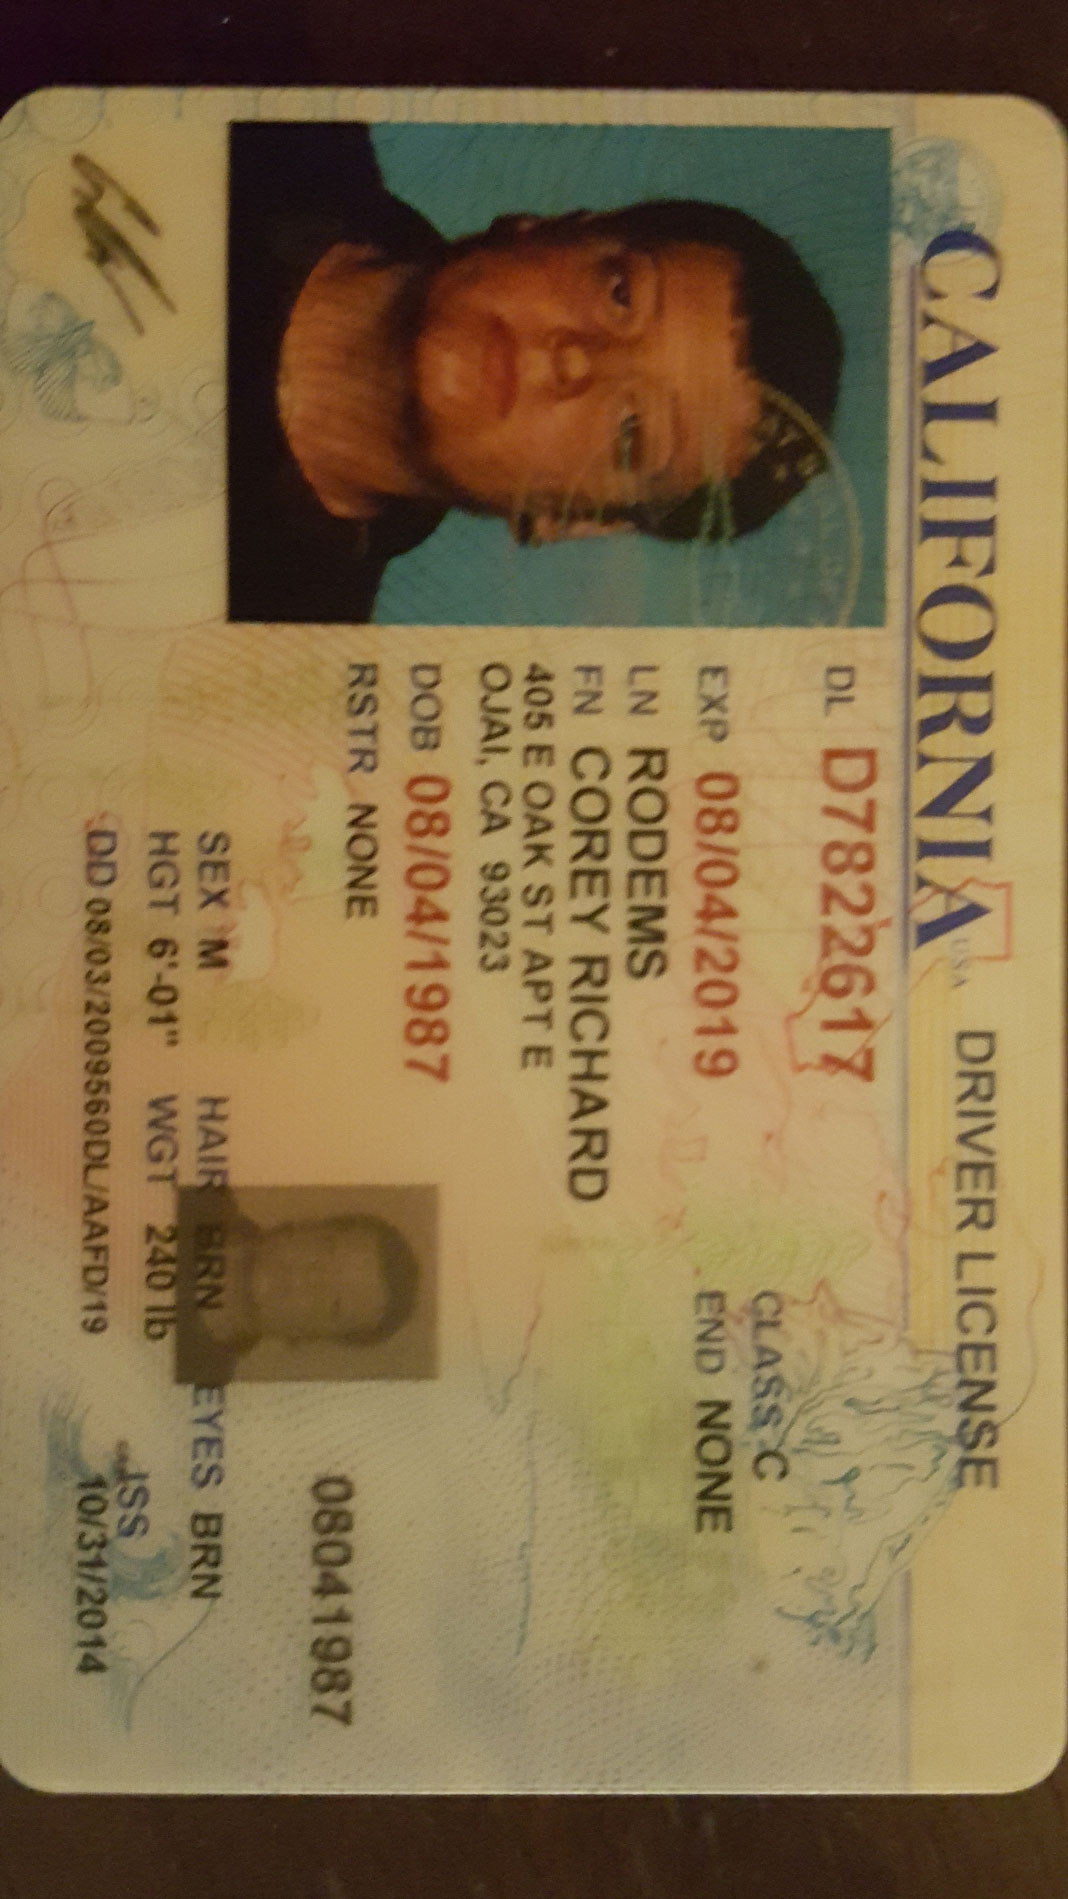 CALIFORNIA USA DRIVER LICENSE
DL D7822617
CLASS C
EXP 08/04/2019
END NONE
LN RODEMS
FN COREY RICHARD
405 E OAK ST APT E
OJAI, CA 93023
DOB 08/04/1987
RSTR NONE
08041987
SEX M HAIR BRN EYES BRN
HGT 6'-01" WGT 240 lb
ISS
DD 08/03/2009560DL/AAFD/19
10/31/2014